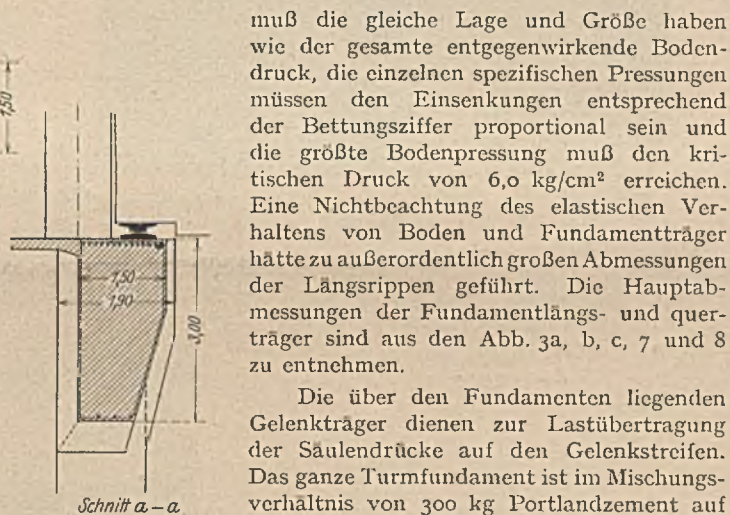 muß die gleiche Lage und Größe haben
wie der gesamte entgegenwirkende Boden-
druck, die einzelnen spezifischen Pressungen
müssen den Einsenkungen entsprechend
der Bettungsziffer proportional sein und
die größte Bodenpressung muß den kri-
tischen Druck von 6,0 kg/cm² erreichen.
Eine Nichtbeachtung des elastischen Ver-
haltens von Boden und Fundamentträger
hätte zu außerordentlich großen Abmessungen
der Längsrippen geführt. Die Hauptab-
messungen der Fundamentlängs- und quer-
träger sind aus den Abb. 3a, b, c, 7 und 8
zu entnehmen.
Die über den Fundamenten liegenden
Gelenkträger dienen zur Lastübertragung
der Säulendrücke auf den Gelenkstreifen.
Das ganze Turmfundament ist im Mischungs-
verhältnis von 300 kg Portlandzement auf
1,50
1,50
1,90
3,00
Schnitt a – a